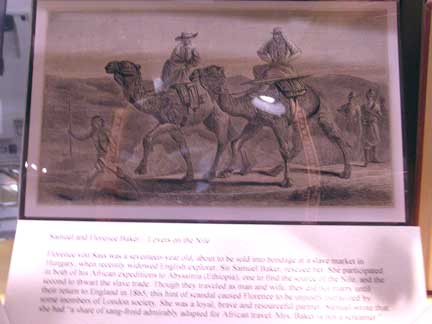 Samuel and Florence Baker – Lovers on the Nile
Florence von Sass was a seventeen-year old, about to be sold into bondage at a slave market in
Hungary, when recently widowed English explorer, Sir Samuel Baker, rescued her. She participated
in both of his African expeditions to Abyssinia (Ethiopia), one to find the source of the Nile, and the
second to thwart the slave trade. Though they traveled as man and wife, they did not marry until
their return to England in 1865; this hint of scandal caused Florence to be unjustly by
some members of London society. She was a loyal, brave and resourceful partner. Samuel wrote that
she had "a share of sang-froid admirably adapted for African travel. Mrs. Baker is not a screamer